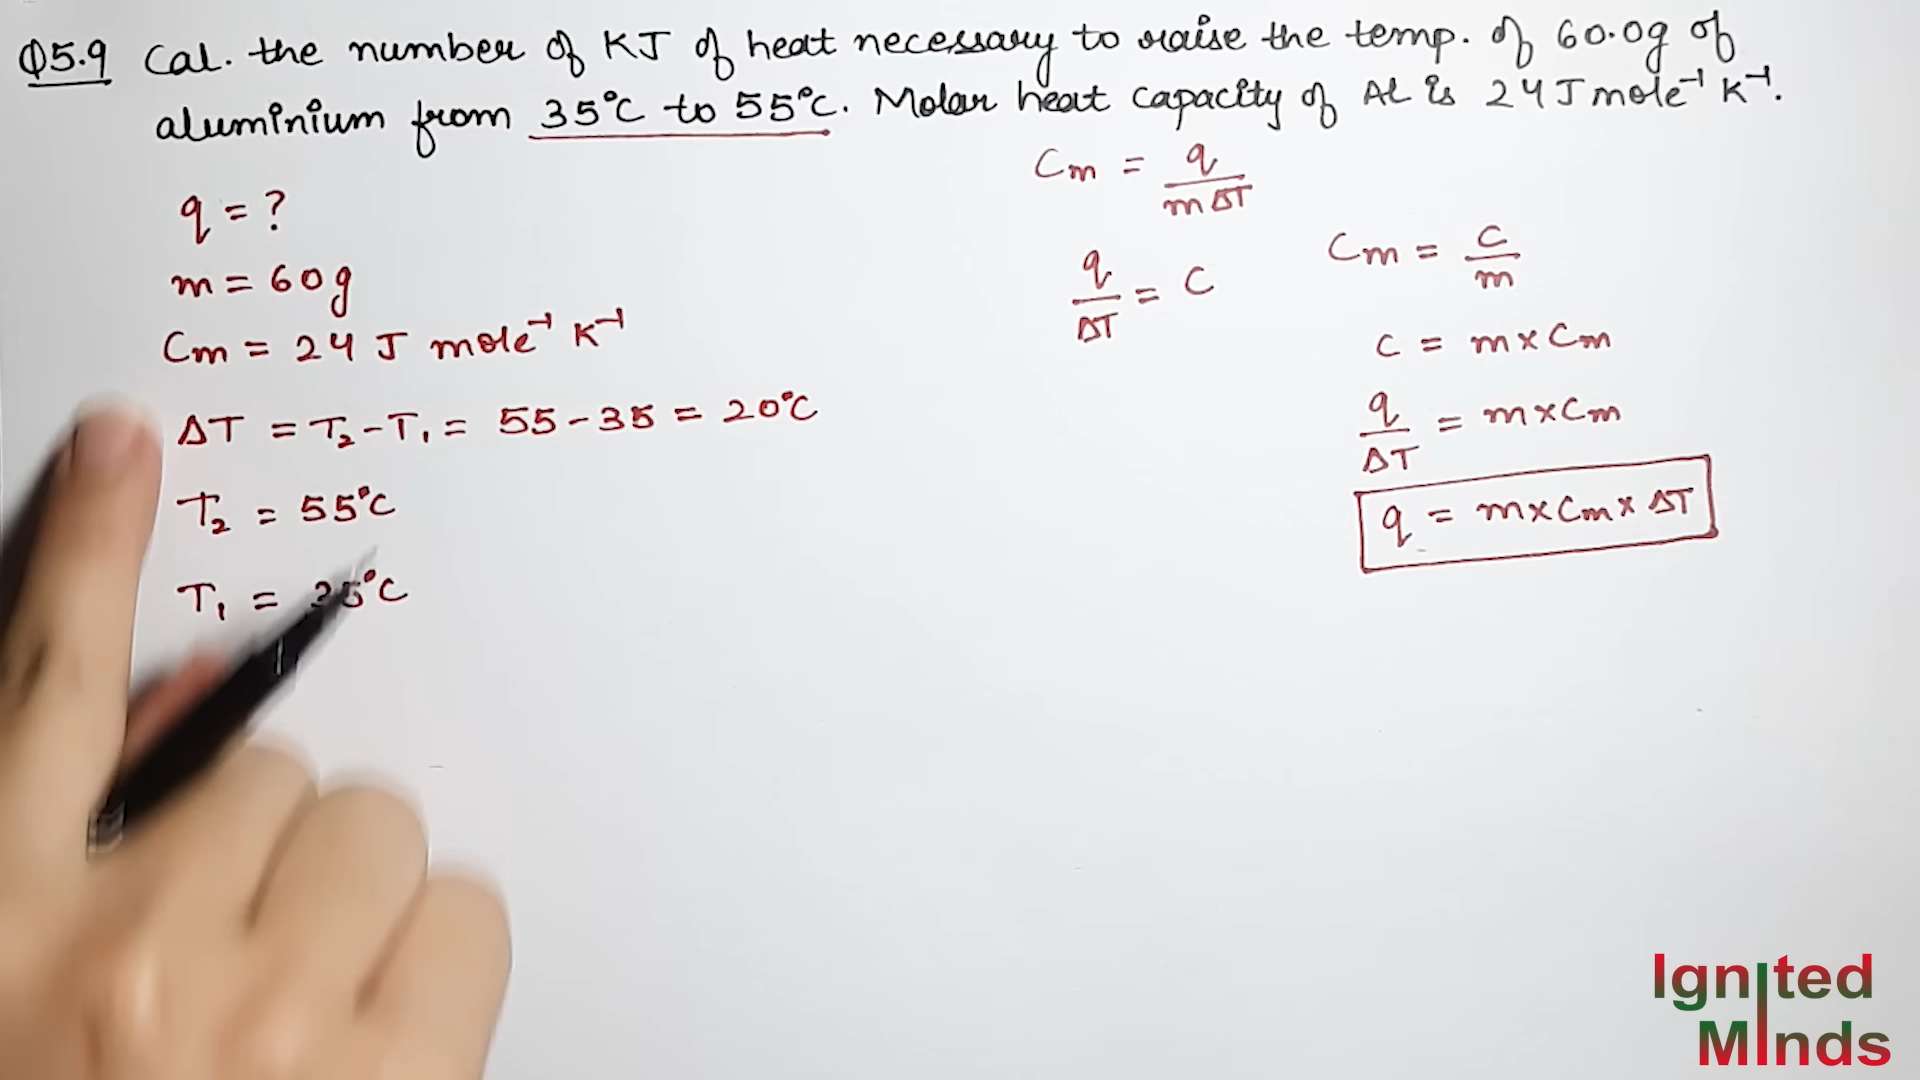 Q5.9 Cal. the number of KJ of heat necessary to raise the temp. of 60.0g of
aluminium from 35°C to 55°C. Molar heat capacity of Al is 24 J mole⁻¹ K⁻¹.
q = ?
m = 60g
Cm = 24 J mole⁻¹ K⁻¹
ΔT = T₂-T₁ = 55-35 = 20°C
T₂ = 55°C
T₁ = 35°C
Cm = q / mΔT
q / ΔT = C
Cm = C / m
C = m x Cm
q / ΔT = m x Cm
q = m x Cm x ΔT
Ignited
Minds